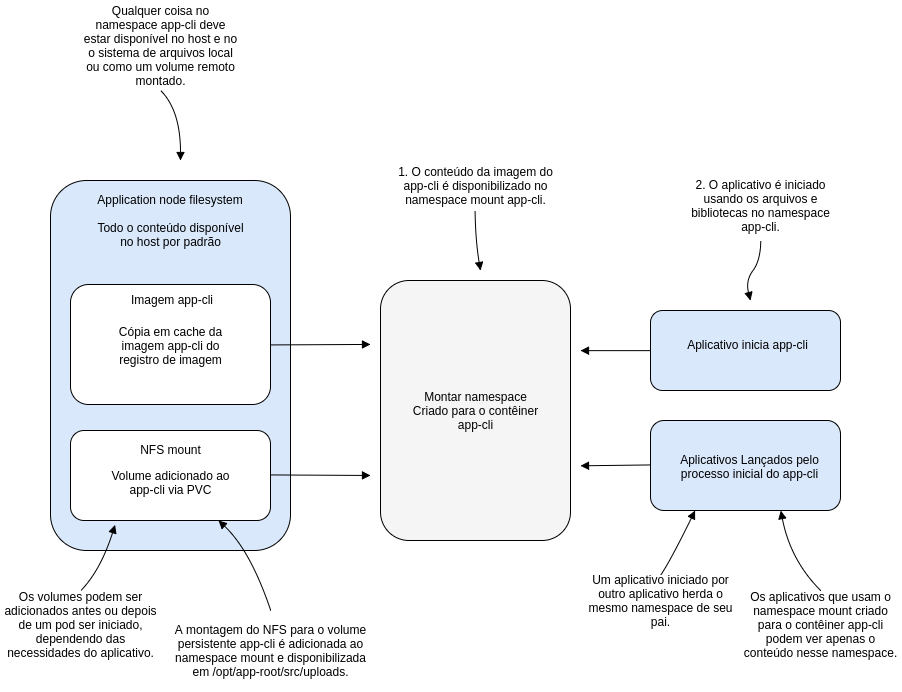 Qualquer coisa no
namespace app-cli deve
estar disponível no host e no
o sistema de arquivos local
ou como um volume remoto
montado.
1. O conteúdo da imagem do
app-cli é disponibilizado no
namespace mount app-cli.
2. O aplicativo é iniciado
usando os arquivos e
bibliotecas no namespace
app-cli.
Application node filesystem
Todo o conteúdo disponível
no host por padrão
Imagem app-cli
Cópia em cache da
imagem app-cli do
registro de imagem
NFS mount
Volume adicionado ao
app-cli via PVC
Montar namespace
Criado para o contêiner
app-cli
Aplicativo inicia app-cli
Aplicativos Lançados pelo
processo inicial do app-cli
Os volumes podem ser
adicionados antes ou depois
de um pod ser iniciado,
dependendo das
necessidades do aplicativo.
A montagem do NFS para o volume
persistente app-cli é adicionada ao
namespace mount e disponibilizada
em /opt/app-root/src/uploads.
Um aplicativo iniciado por
outro aplicativo herda o
mesmo namespace de seu
pai.
Os aplicativos que usam o
namespace mount criado
para o contêiner app-cli
podem ver apenas o
conteúdo nesse namespace.